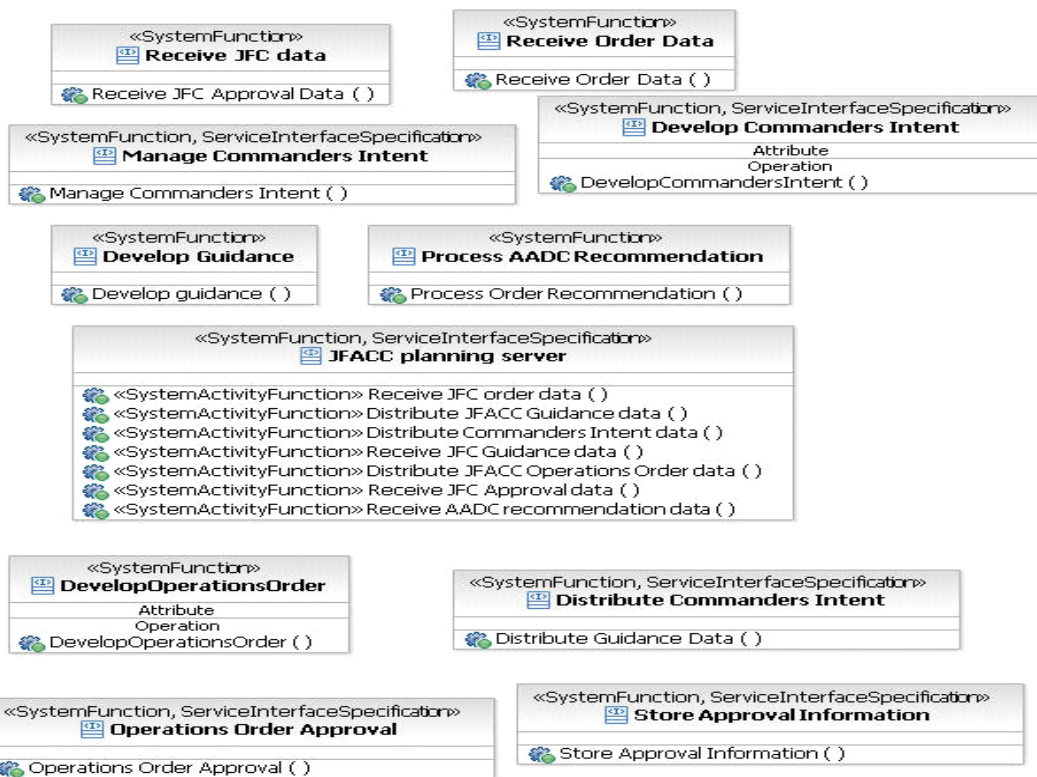 «SystemFunction»
Receive JFC data
Receive JFC Approval Data ( )
«SystemFunction»
Receive Order Data
Receive Order Data ( )
«SystemFunction, ServiceInterfaceSpecification»
Manage Commanders Intent
Manage Commanders Intent ( )
«SystemFunction, ServiceInterfaceSpecification»
Develop Commanders Intent
Attribute
Operation
DevelopCommandersIntent ( )
«SystemFunction»
Develop Guidance
Develop guidance ( )
«SystemFunction»
Process AADC Recommendation
Process Order Recommendation ( )
«SystemFunction, ServiceInterfaceSpecification»
JFACC planning server
«SystemActivityFunction» Receive JFC order data ( )
«SystemActivityFunction» Distribute JFACC Guidance data ( )
«SystemActivityFunction» Distribute Commanders Intent data ( )
«SystemActivityFunction» Receive JFC Guidance data ( )
«SystemActivityFunction» Distribute JFACC Operations Order data ( )
«SystemActivityFunction» Receive JFC Approval data ( )
«SystemActivityFunction» Receive AADC recommendation data ( )
«SystemFunction»
DevelopOperationsOrder
Attribute
Operation
DevelopOperationsOrder ( )
«SystemFunction, ServiceInterfaceSpecification»
Distribute Commanders Intent
Distribute Guidance Data ( )
«SystemFunction, ServiceInterfaceSpecification»
Operations Order Approval
Operations Order Approval ( )
«SystemFunction, ServiceInterfaceSpecification»
Store Approval Information
Store Approval Information ( )